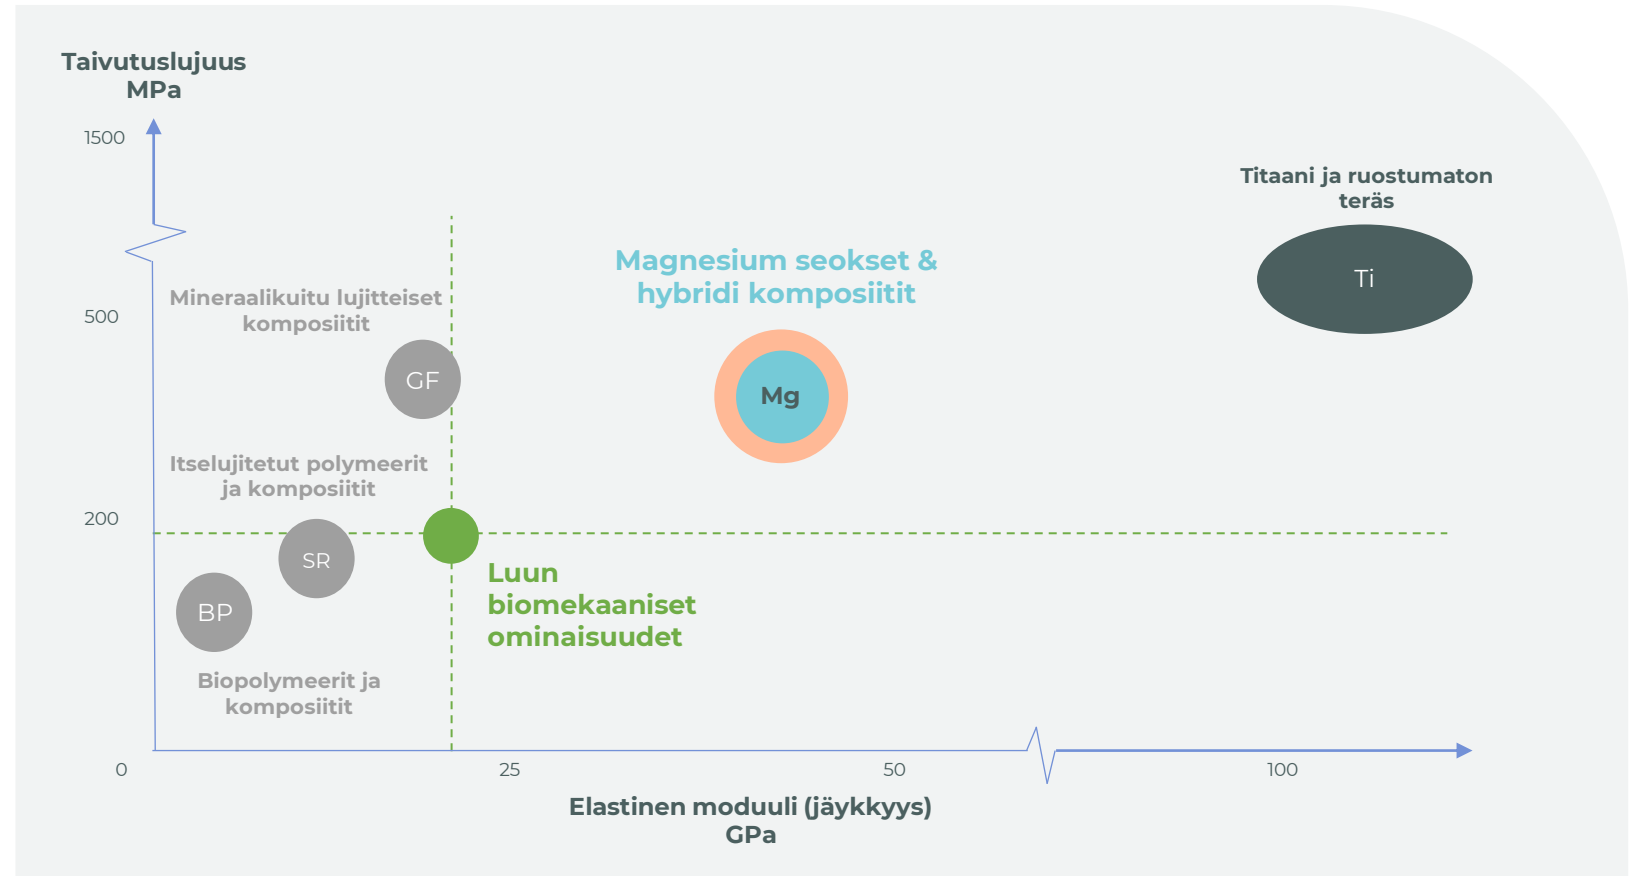 Taivutuslujuus
MPa
1500
Titaani ja ruostumaton
teräs
Ti
Magnesium seokset &
hybridi komposiitit
Mg
Mineraalikuitu lujitteiset
komposiitit
500
GF
Itselujitetut polymeerit
ja komposiitit
200
SR
BP
Luun
biomekaaniset
ominaisuudet
Biopolymeerit ja
komposiitit
0
25
50
100
Elastinen moduuli (jäykkyys)
GPa